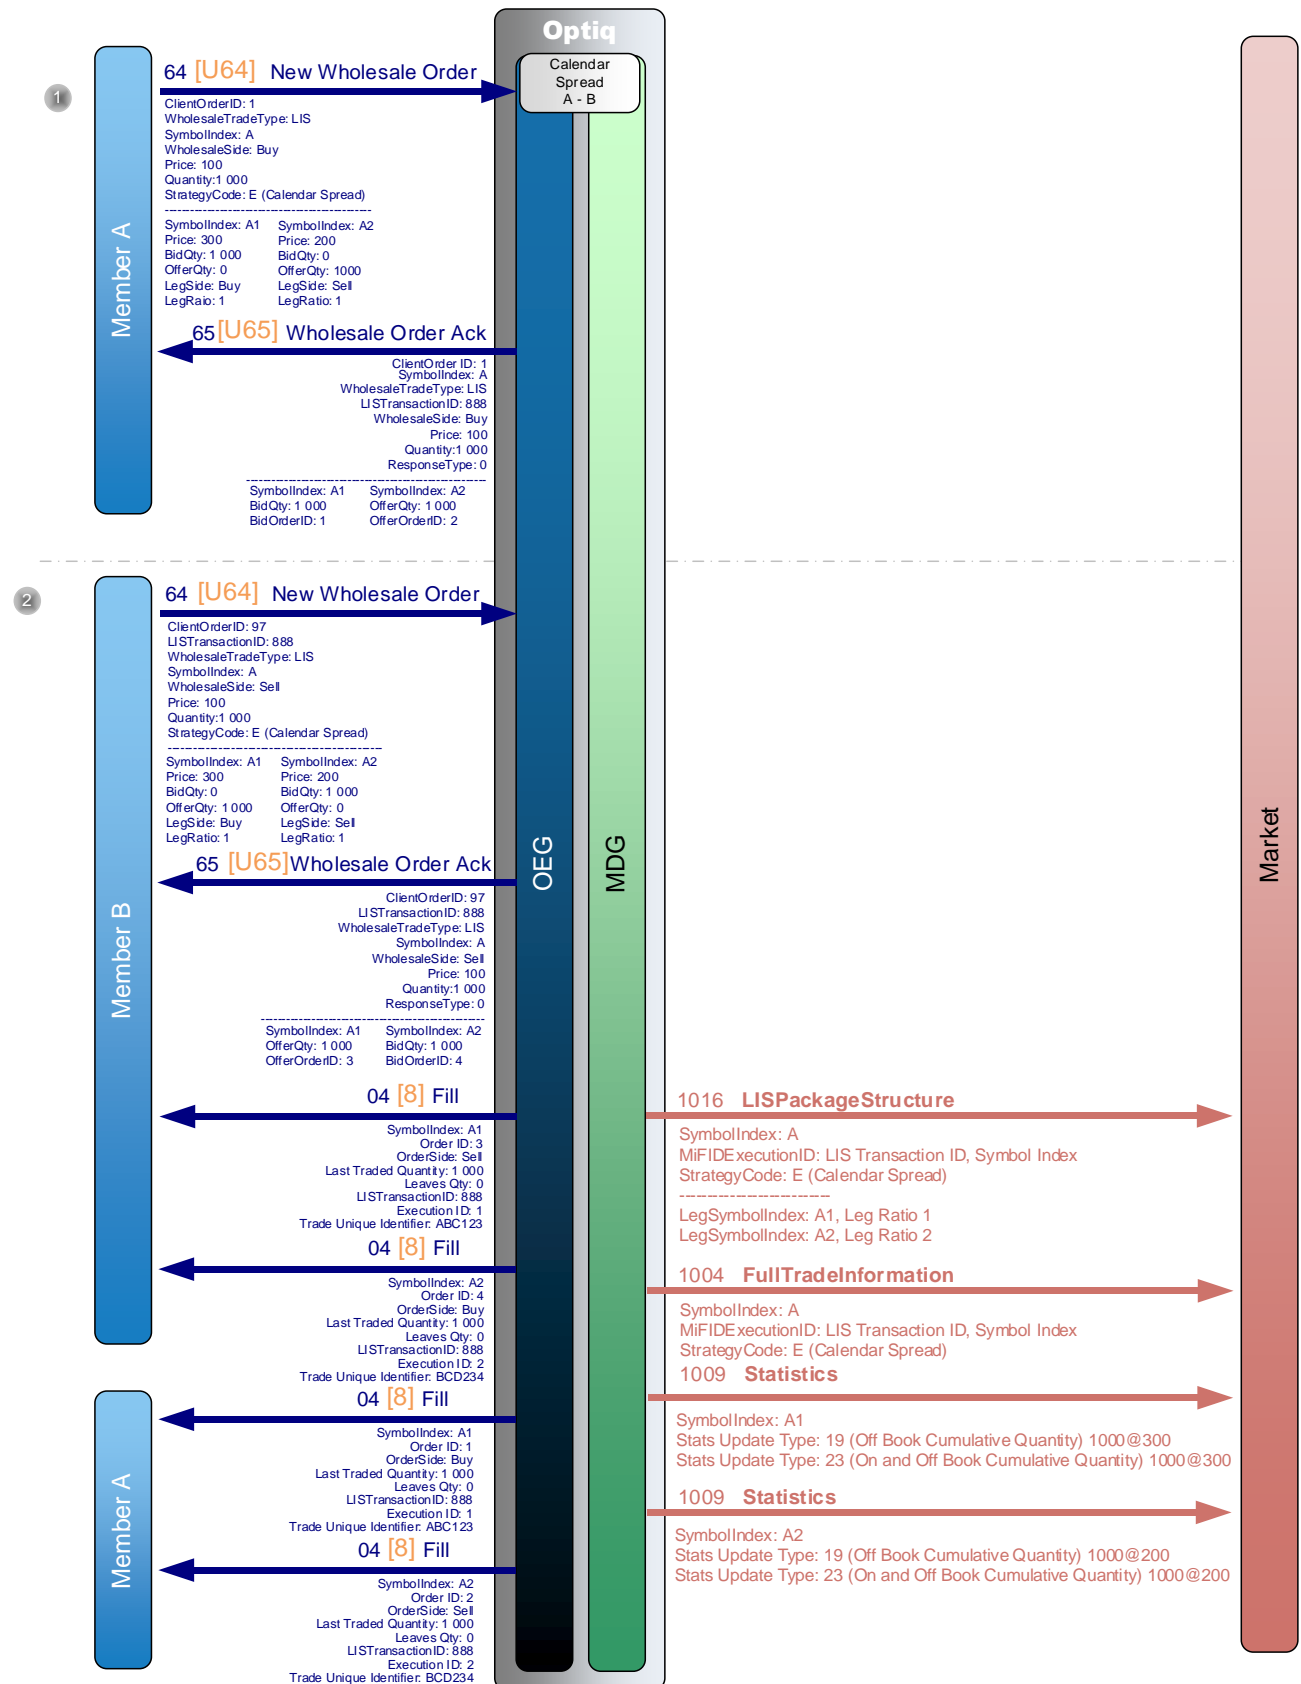 Optiq
Calendar
Spread
A - B
1
Member A
64 [U64] New Wholesale Order
ClientOrderID: 1
WholesaleTradeType: LIS
SymbolIndex: A
WholesaleSide: Buy
Price: 100
Quantity:1 000
StrategyCode: E (Calendar Spread)
--------------------------------------------------
SymbolIndex: A1 SymbolIndex: A2
Price: 300 Price: 200
BidQty: 1 000 BidQty: 0
OfferQty: 0 OfferQty: 1000
LegSide: Buy LegSide: Sell
LegRaio: 1 LegRatio: 1
65 [U65] Wholesale Order Ack
ClientOrder ID: 1
SymbolIndex: A
WholesaleTradeType: LIS
LISTransactionID: 888
WholesaleSide: Buy
Price: 100
Quantity:1 000
ResponseType: 0
----------------------------------------------------------
SymbolIndex: A1 SymbolIndex: A2
BidQty: 1 000 OfferQty: 1 000
BidOrderID: 1 OfferOrderID: 2
2
Member B
64 [U64] New Wholesale Order
ClientOrderID: 97
LISTransactionID: 888
WholesaleTradeType: LIS
SymbolIndex: A
WholesaleSide: Sell
Price: 100
Quantity:1 000
StrategyCode: E (Calendar Spread)
----------------------------------------------------
SymbolIndex: A1 SymbolIndex: A2
Price: 300 Price: 200
BidQty: 0 BidQty: 1 000
OfferQty: 1 000 OfferQty: 0
LegSide: Buy LegSide: Sell
LegRatio: 1 LegRatio: 1
65 [U65] Wholesale Order Ack
ClientOrderID: 97
LISTransactionID: 888
WholesaleTradeType: LIS
SymbolIndex: A
WholesaleSide: Sell
Price: 100
Quantity:1 000
ResponseType: 0
------------------------------------------------------
SymbolIndex: A1 SymbolIndex: A2
OfferQty: 1 000 BidQty: 1 000
OfferOrderID: 3 BidOrderID: 4
OEG
MDG
Market
04 [8] Fill
SymbolIndex: A1
Order ID: 3
OrderSide: Sell
Last Traded Quantity: 1 000
Leaves Qty: 0
LISTransactionID: 888
Execution ID: 1
Trade Unique Identifier: ABC123
04 [8] Fill
SymbolIndex: A2
Order ID: 4
OrderSide: Buy
Last Traded Quantity: 1 000
Leaves Qty: 0
LISTransactionID: 888
Execution ID: 2
Trade Unique Identifier: BCD234
Member A
04 [8] Fill
SymbolIndex: A1
Order ID: 1
OrderSide: Buy
Last Traded Quantity: 1 000
Leaves Qty: 0
LISTransactionID: 888
Execution ID: 1
Trade Unique Identifier: ABC123
04 [8] Fill
SymbolIndex: A2
Order ID: 2
OrderSide: Sell
Last Traded Quantity: 1 000
Leaves Qty: 0
LISTransactionID: 888
Execution ID: 2
Trade Unique Identifier: BCD234
1016 LISPackageStructure
SymbolIndex: A
MiFIDExecutionID: LIS Transaction ID, Symbol Index
StrategyCode: E (Calendar Spread)
---------------------------
LegSymbolIndex: A1, Leg Ratio 1
LegSymbolIndex: A2, Leg Ratio 2
1004 FullTradeInformation
SymbolIndex: A
MiFIDExecutionID: LIS Transaction ID, Symbol Index
StrategyCode: E (Calendar Spread)
1009 Statistics
SymbolIndex: A1
Stats Update Type: 19 (Off Book Cumulative Quantity) 1000@300
Stats Update Type: 23 (On and Off Book Cumulative Quantity) 1000@300
1009 Statistics
SymbolIndex: A2
Stats Update Type: 19 (Off Book Cumulative Quantity) 1000@200
Stats Update Type: 23 (On and Off Book Cumulative Quantity) 1000@200